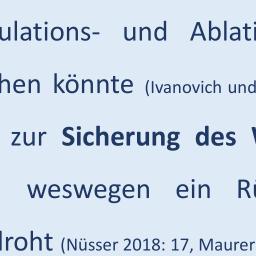 ulations- und Ablati
hen könnte (Ivanovich und
zur Sicherung des
weswegen ein Rü
droht (Nüsser 2018: 17, Maurer